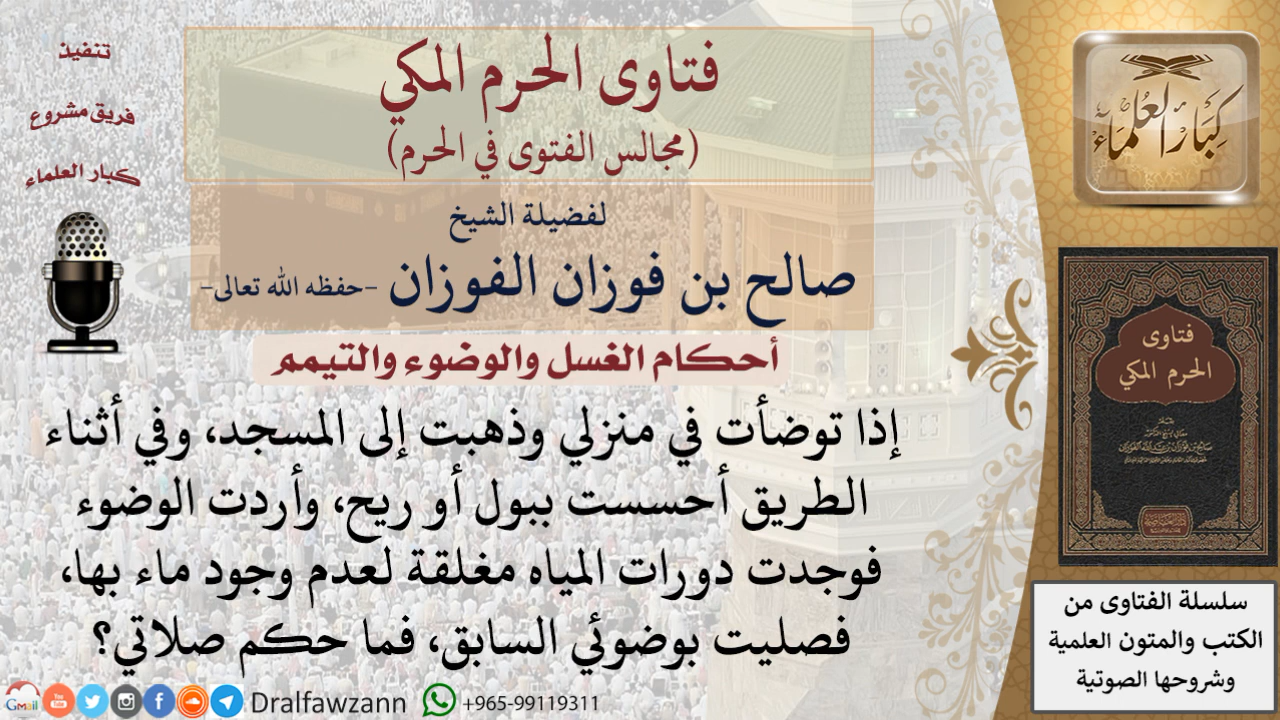 تنفيذ
فريق مشروع
كبار العلماء
فتاوى الحرم المكي
(مجالس الفتوى في الحرم)
لفضيلة الشيخ
صالح بن فوزان الفوزان -حفظه الله تعالى-
أحكام الغسل والوضوء والتيمم
إذا توضأت في منزلي وذهبت إلى المسجد، وفي أثناء
الطريق أحسست ببول أو ريح، وأردت الوضوء
فوجدت دورات المياه مغلقة لعدم وجود ماء بها،
فصليت بوضوئي السابق، فما حكم صلاتي؟
كبار العلماء
فتاوى
الحرم المكي
سلسلة الفتاوى من
الكتب والمتون العلمية
وشروحها الصوتية
Gmail
You Tube
Dralfawzann
+965-99119311